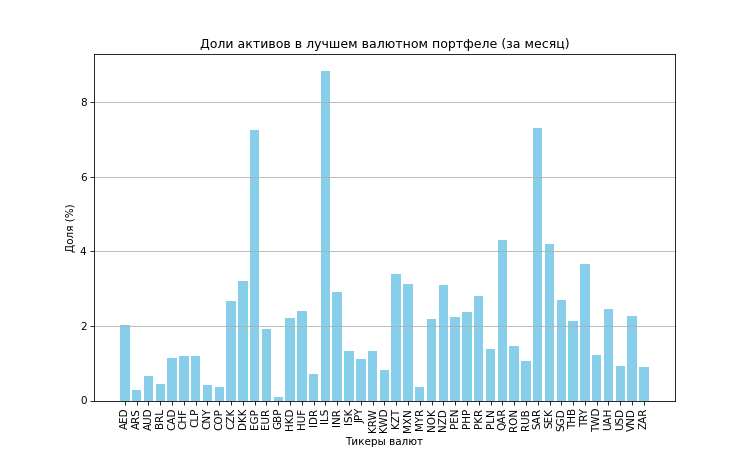 Доли активов в лучшем валютном портфеле (за месяц)
Доля (%)
8
6
4
2
0
AED ARS AUD BRL CAD CHF CLP CNY COP CZK DKK EGP EUR GBP HKD HUF IDR ILS INR ISK JPY KRW KWD KZT MXN MYR NOK NZD PEN PHP PKR PLN QAR RON RUB SAR SEK SGD THB TRY TWD UAH USD VND ZAR
Тикеры валют